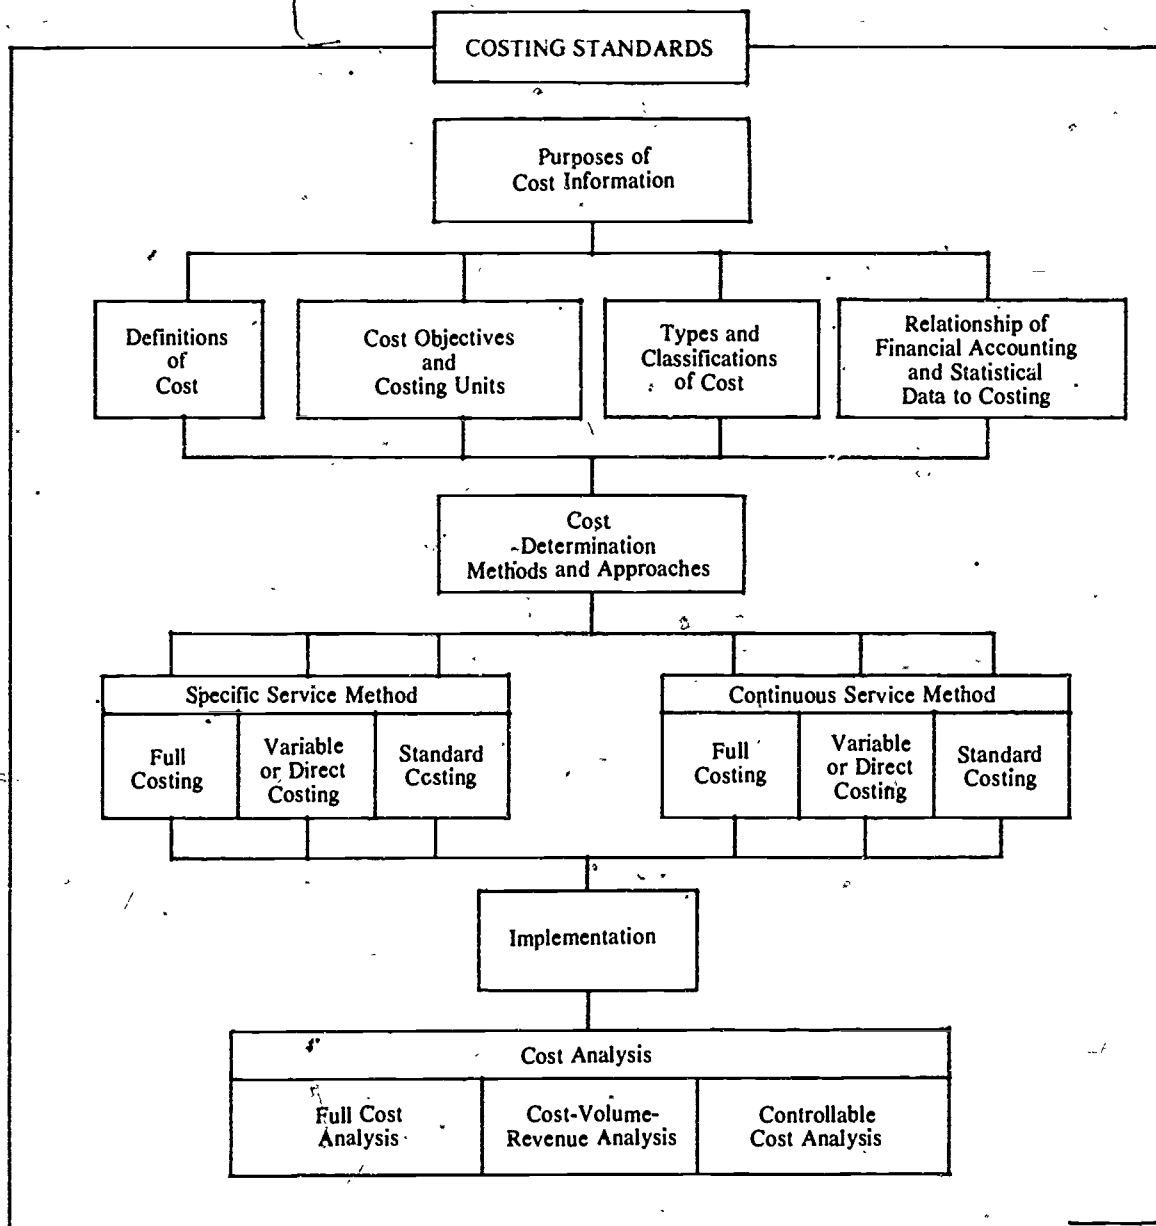 COSTING STANDARDS
Purposes of
Cost Information
Definitions
of
Cost
Cost Objectives
and
Costing Units
Types and
Classifications
of Cost
Relationship of
Financial Accounting
and Statistical
Data to Costing
Cost
Determination
Methods and Approaches
Specific Service Method
Full
Costing
Variable
or Direct
Costing
Standard
Costing
Continuous Service Method
Full
Costing
Variable
or Direct
Costing
Standard
Costing
Implementation
Cost Analysis
Full Cost
Analysis
Cost-Volume-
Revenue Analysis
Controllable
Cost Analysis